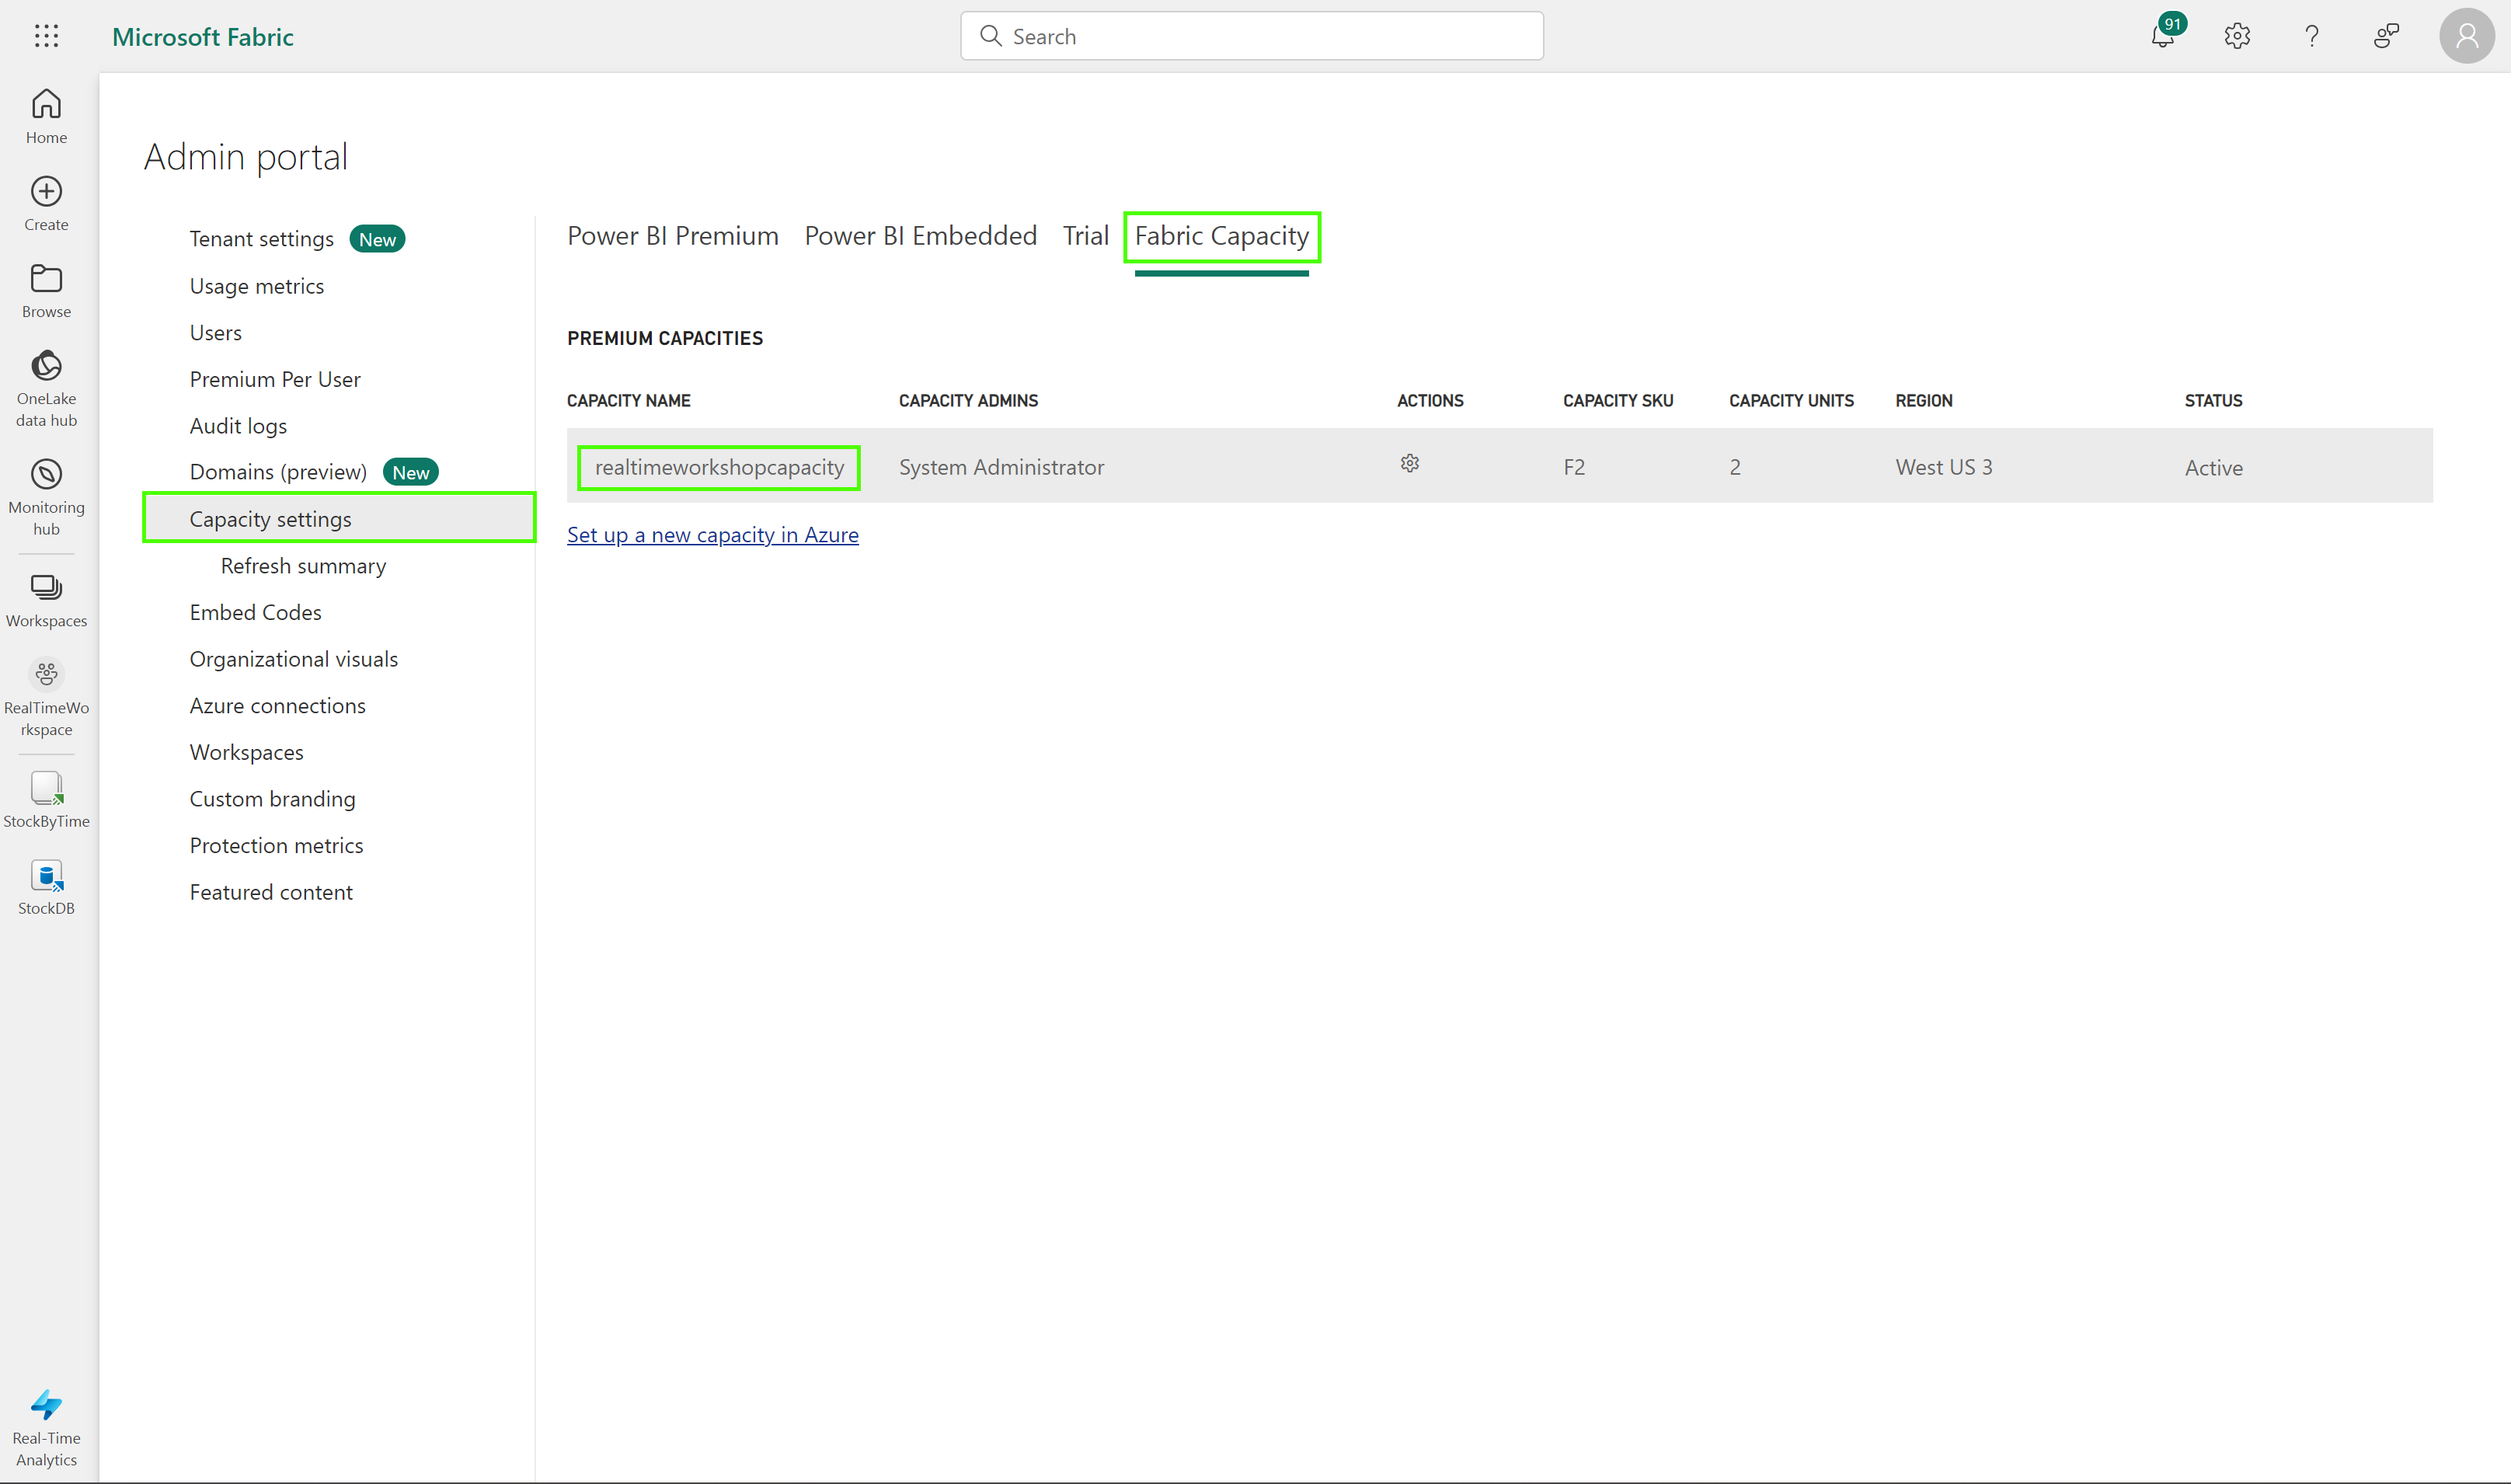 Microsoft Fabric
Search
91
Home
Create
Browse
OneLake
data hub
Monitoring
hub
Workspaces
RealTimeWo
rkspace
StockByTime
StockDB
Real-Time
Analytics
Admin portal
Tenant settings New
Usage metrics
Users
Premium Per User
Audit logs
Domains (preview) New
Capacity settings
Refresh summary
Embed Codes
Organizational visuals
Azure connections
Workspaces
Custom branding
Protection metrics
Featured content
Power BI Premium Power BI Embedded Trial Fabric Capacity
PREMIUM CAPACITIES
CAPACITY NAME CAPACITY ADMINS ACTIONS CAPACITY SKU CAPACITY UNITS REGION STATUS
realtimeworkshopcapacity System Administrator F2 2 West US 3 Active
Set up a new capacity in Azure